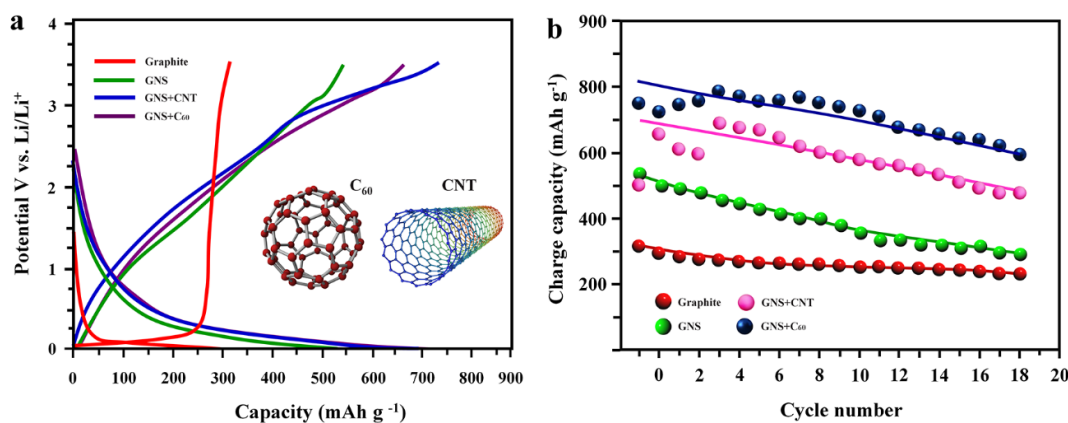 a
4
3
2
1
0
Potential V vs. Li/Li⁺
Graphite
GNS
GNS+CNT
GNS+C₆₀
C₆₀
CNT
0 100 200 300 400 500 600 700 800 900
Capacity (mAh g ⁻¹)
b
900
800
600
400
200
Charge capacity (mAh g⁻¹)
Graphite
GNS
GNS+CNT
GNS+C₆₀
20 0 2 4 6 8 10 12 14 16 18
Cycle number